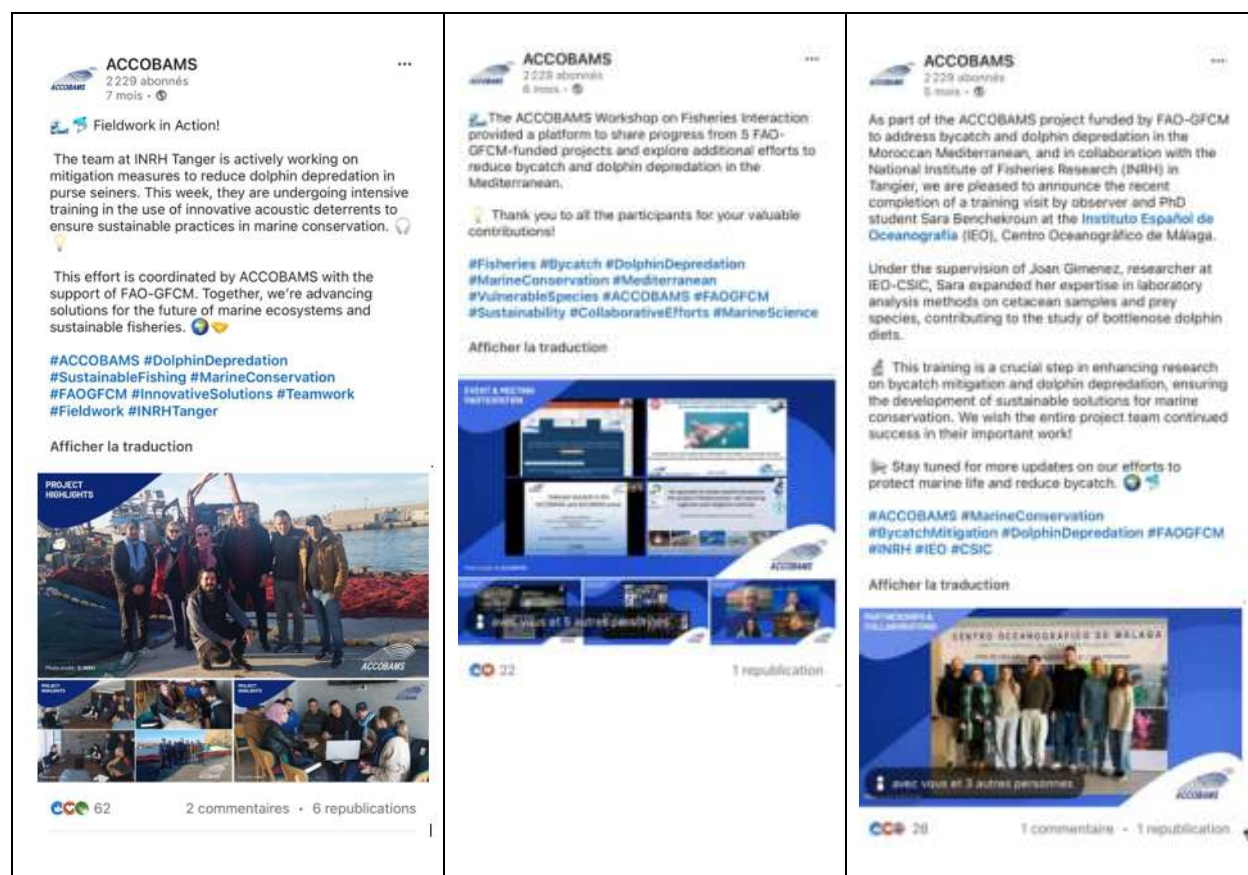 ACCOBAMS
2 229 abonnés
7 mois •
Fieldwork in Action!
The team at INRH Tanger is actively working on
mitigation measures to reduce dolphin depredation in
purse seiners. This week, they are undergoing intensive
training in the use of innovative acoustic deterrents to
ensure sustainable practices in marine conservation.
This effort is coordinated by ACCOBAMS with the
support of FAO-GFCM. Together, we're advancing
solutions for the future of marine ecosystems and
sustainable fisheries.
#ACCOBAMS #DolphinDepredation
#SustainableFishing #MarineConservation
#FAOGFCM #InnovativeSolutions #Teamwork
#Fieldwork #INRHTanger
Afficher la traduction
PROJECT
HIGHLIGHTS
ACCOBAMS
62
2 commentaires • 6 republications
ACCOBAMS
2 229 abonnés
6 mois •
The ACCOBAMS Workshop on Fisheries Interaction
provided a platform to share progress from 5 FAO-
GFCM-funded projects and explore additional efforts to
reduce bycatch and dolphin depredation in the
Mediterranean.
Thank you to all the participants for your valuable
contributions!
#Fisheries #Bycatch #DolphinDepredation
#MarineConservation #Mediterranean
#VulnerableSpecies #ACCOBAMS #FAOGFCM
#Sustainability #CollaborativeEfforts #MarineScience
Afficher la traduction
EVENT & MEETING
PARTICIPATION
ACCOBAMS
avec vous et 5 autres personnes
22
1 republication
ACCOBAMS
2 229 abonnés
5 mois •
As part of the ACCOBAMS project funded by FAO-GFCM
to address bycatch and dolphin depredation in the
Moroccan Mediterranean, and in collaboration with the
National Institute of Fisheries Research (INRH) in
Tangier, we are pleased to announce the recent
completion of a training visit by observer and PhD
student Sara Benchekroun at the Instituto Español de
Oceanografía (IEO), Centro Oceanográfico de Málaga.
Under the supervision of Joan Gimenez, researcher at
IEO-CSIC, Sara expanded her expertise in laboratory
analysis methods on cetacean samples and prey
species, contributing to the study of bottlenose dolphin
diets.
This training is a crucial step in enhancing research
on bycatch mitigation and dolphin depredation, ensuring
the development of sustainable solutions for marine
conservation. We wish the entire project team continued
success in their important work!
Stay tuned for more updates on our efforts to
protect marine life and reduce bycatch.
#ACCOBAMS #MarineConservation
#BycatchMitigation #DolphinDepredation #FAOGFCM
#INRH #IEO #CSIC
Afficher la traduction
PARTNERSHIPS &
COLLABORATIONS
CENTRO OCEANOGRÁFICO DE MÁLAGA
avec vous et 3 autres personnes
ACCOBAMS
28
1 commentaire • 1 republication